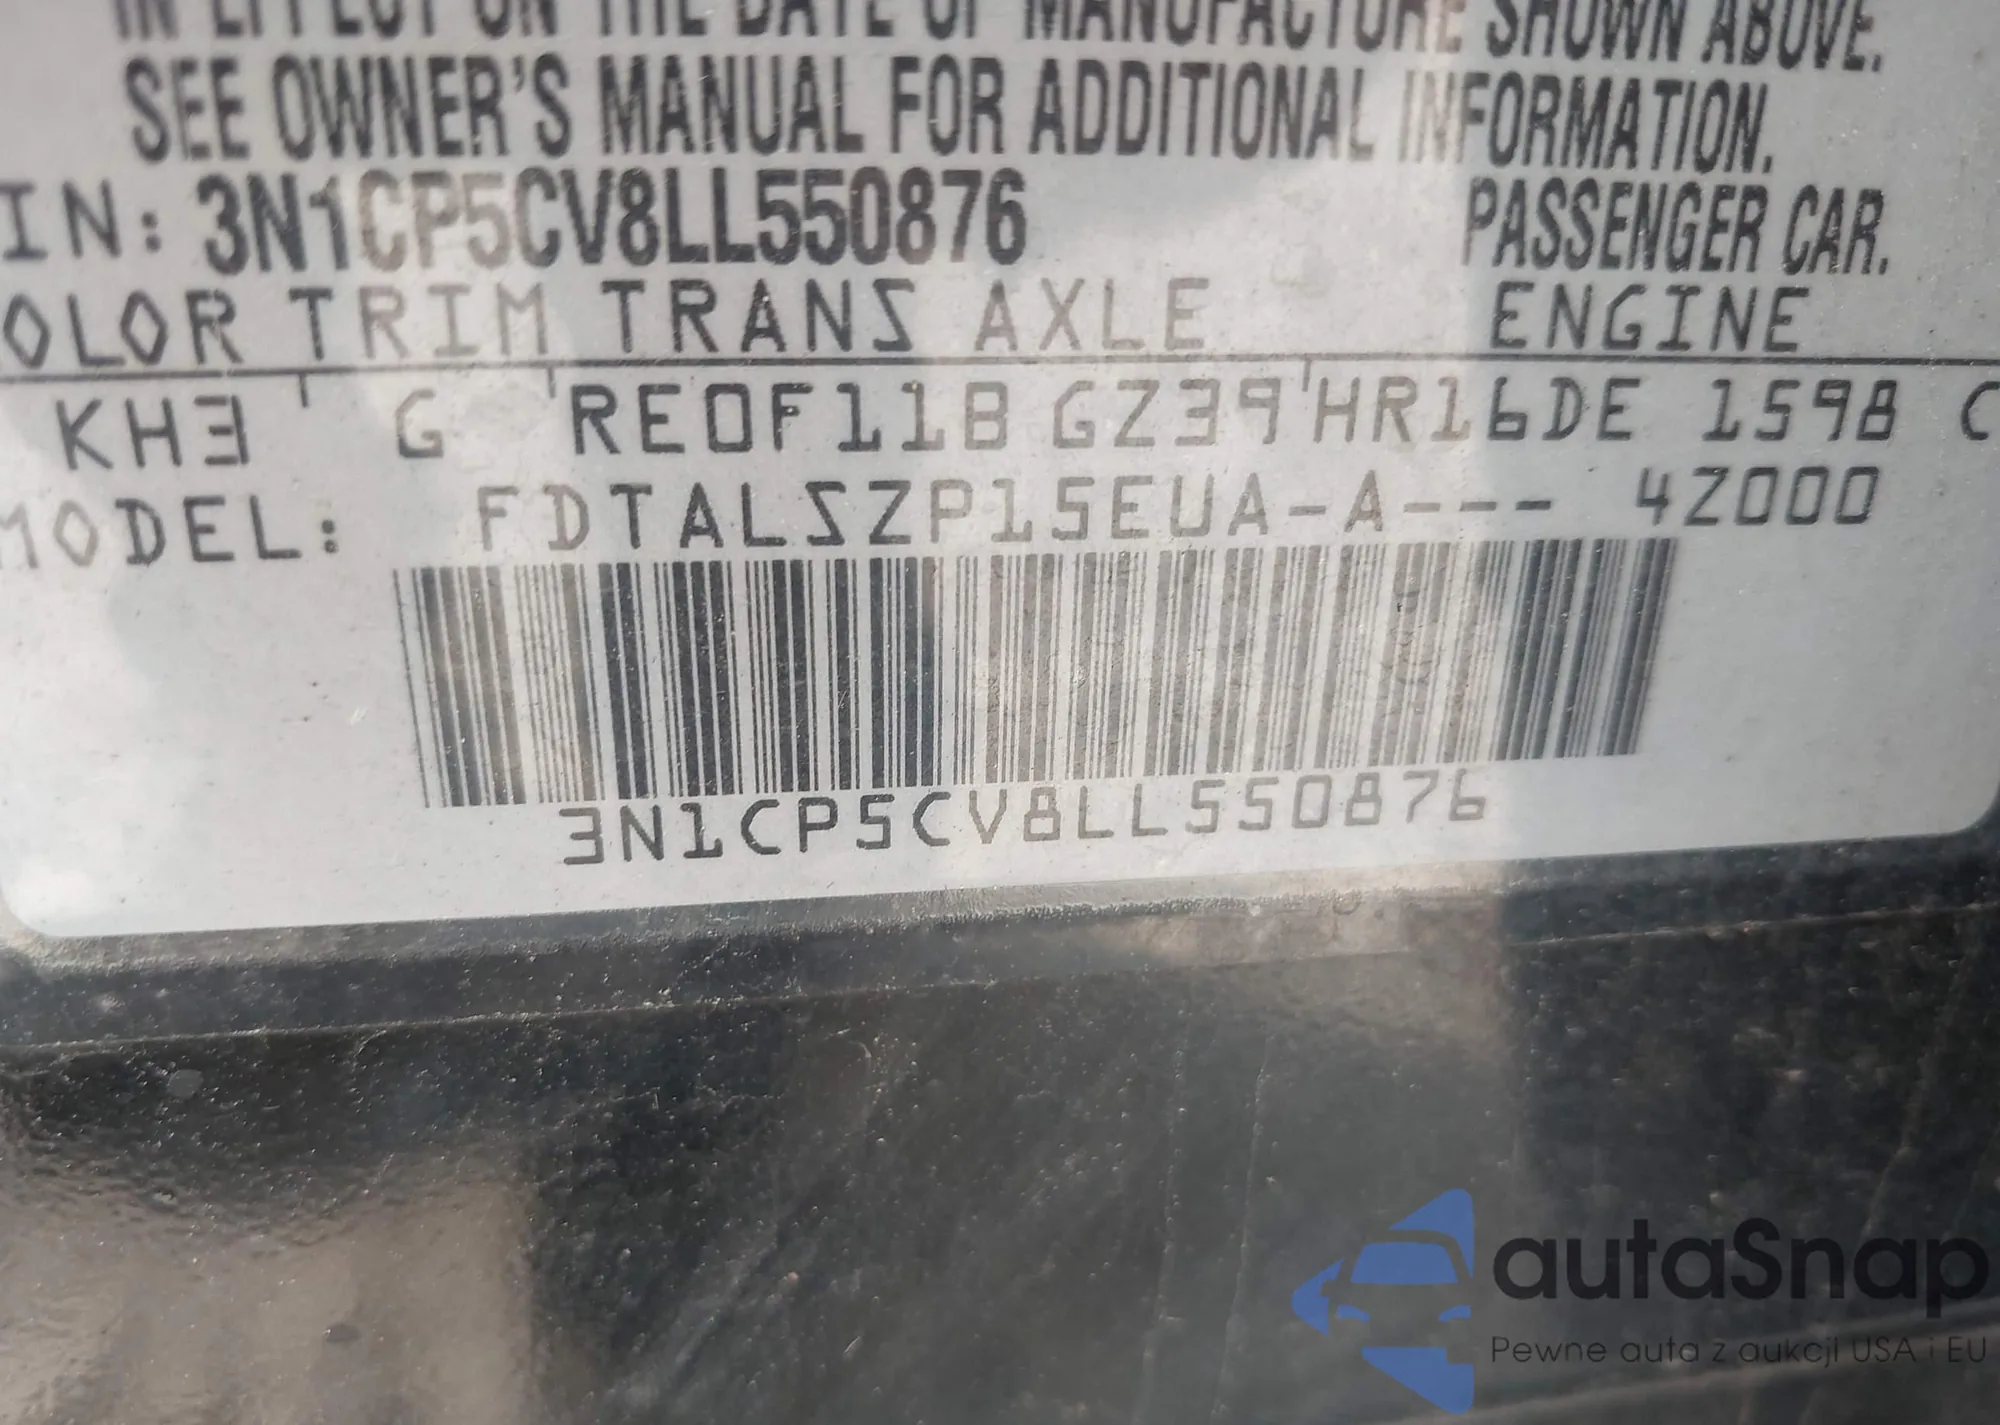 IN EFFECT ON THE DATE OF MANUFACTURE SHOWN ABOVE.
SEE OWNER'S MANUAL FOR ADDITIONAL INFORMATION.
IN: 3N1CP5CV8LL550876 PASSENGER CAR.
OLOR TRIM TRANS AXLE ENGINE
KH3 G RE0F11B GZ39 HR16DE 1598 C
MODEL: FDTALSZP15EUA-A---- 4Z000
3N1CP5CV8LL550876
autaSnap
Pewne auta z aukcji USA i EU